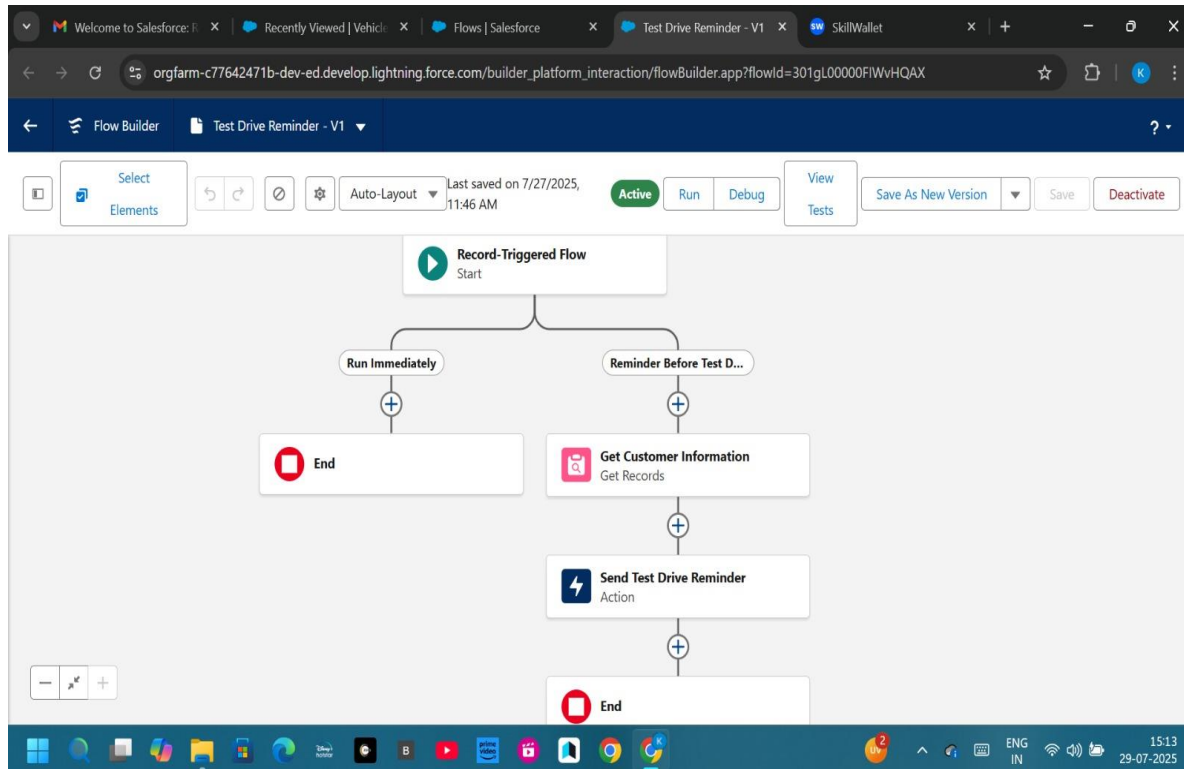 Welcome to Salesforce: R
Recently Viewed | Vehicle
Flows | Salesforce
Test Drive Reminder - V1
SW
SkillWallet
orgfarm-c77642471b-dev-ed.develop.lightning.force.com/builder_platform_interaction/flowBuilder.app?flowId=301gL00000FIWvHQAX
K
Flow Builder
Test Drive Reminder - V1
?
Select
Elements
Auto-Layout
Last saved on 7/27/2025,
11:46 AM
Active
Run
Debug
View
Tests
Save As New Version
Save
Deactivate
Record-Triggered Flow
Start
Run Immediately
Reminder Before Test D...
End
Get Customer Information
Get Records
Send Test Drive Reminder
Action
End
B
prime
video
2
ENG
IN
15:13
29-07-2025